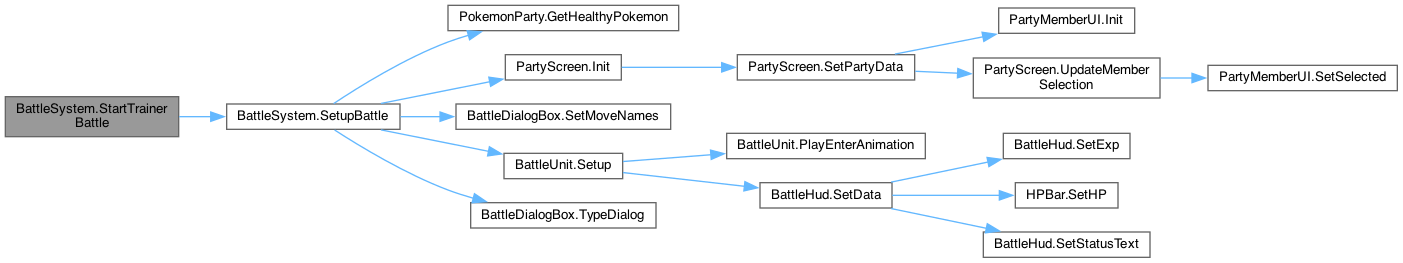 BattleSystem.StartTrainer
Battle
BattleSystem.SetupBattle
PokemonParty.GetHealthyPokemon
PartyScreen.Init
BattleDialogBox.SetMoveNames
BattleUnit.Setup
BattleDialogBox.TypeDialog
PartyScreen.SetPartyData
BattleUnit.PlayEnterAnimation
BattleHud.SetData
PartyMemberUI.Init
PartyScreen.UpdateMember
Selection
BattleHud.SetExp
HPBar.SetHP
BattleHud.SetStatusText
PartyMemberUI.SetSelected